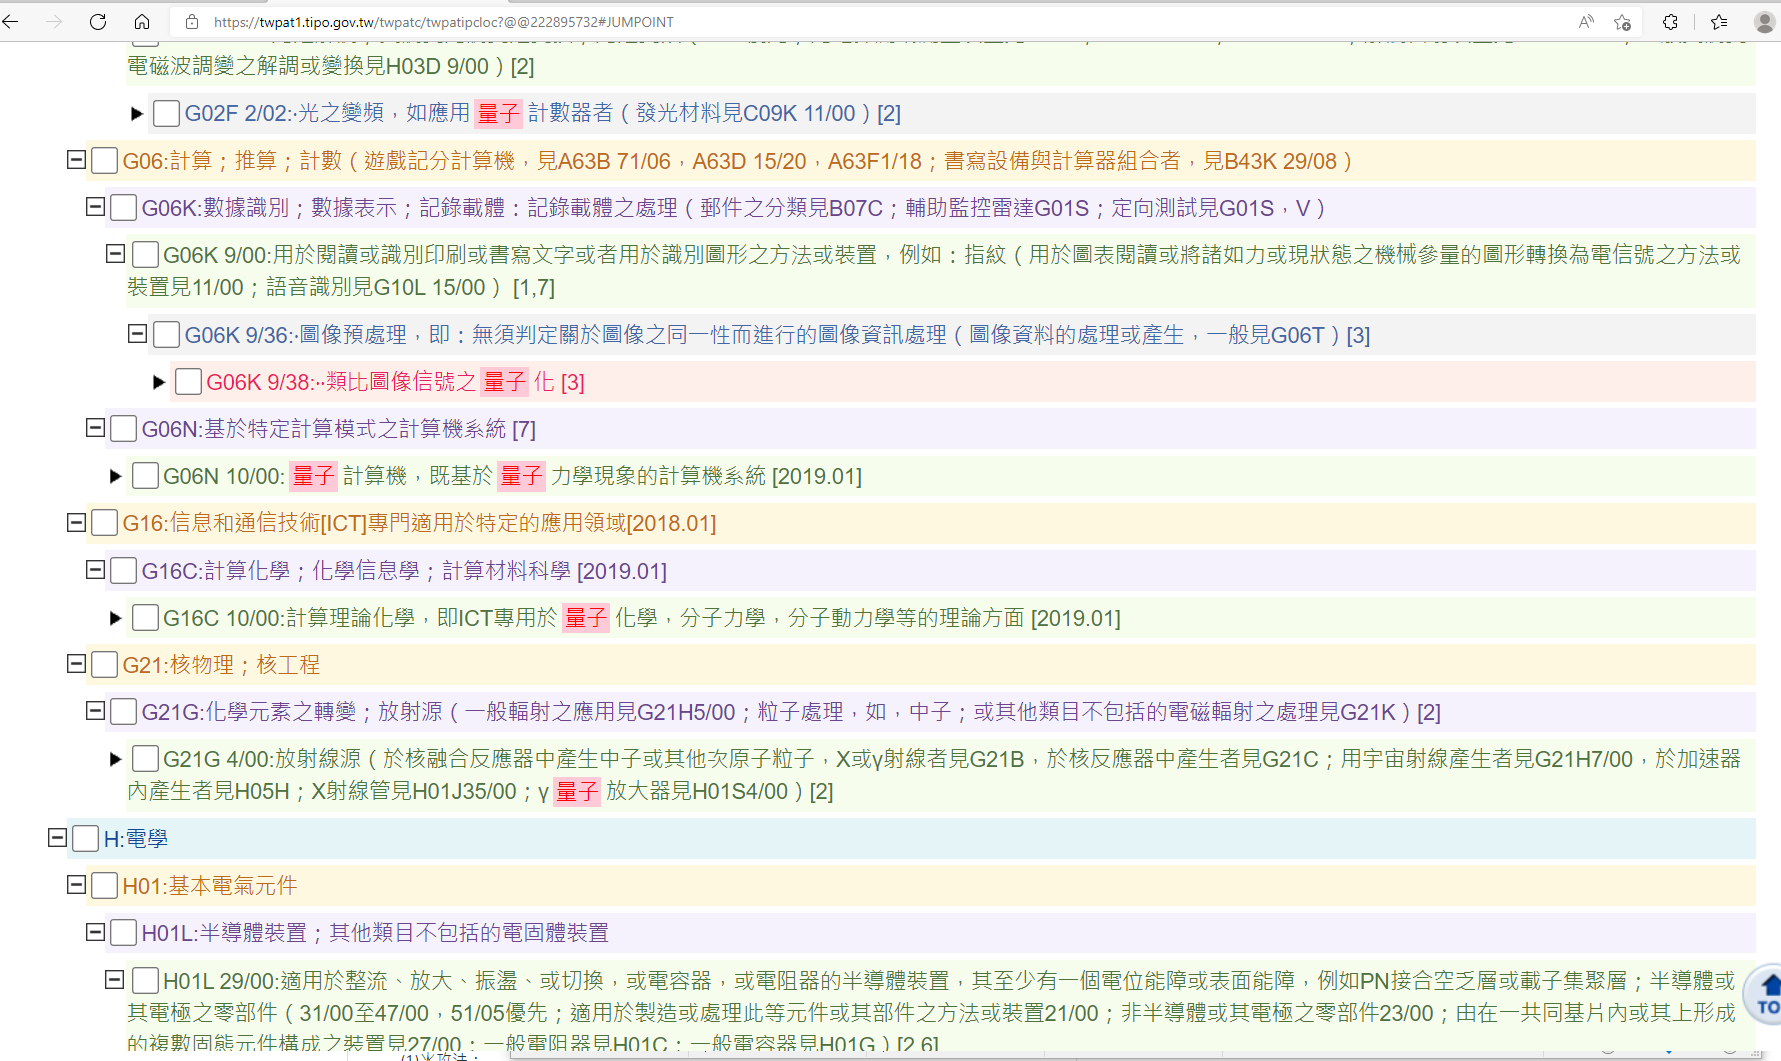 https://twpat1.tipo.gov.tw/twpatc/twpatipcloc?@@222895732#JUMPOINT
電磁波調變之解調或變換見H03D 9/00）[2]
G02F 2/02:‧光之變頻，如應用 量子 計數器者（發光材料見C09K 11/00）[2]
G06:計算；推算；計數（遊戲記分計算機，見A63B 71/06，A63D 15/20，A63F1/18；書寫設備與計算器組合者，見B43K 29/08）
G06K:數據識別；數據表示；記錄載體：記錄載體之處理（郵件之分類見B07C；輔助監控雷達G01S；定向測試見G01S，V）
G06K 9/00:用於閱讀或識別印刷或書寫文字或者用於識別圖形之方法或裝置，例如：指紋（用於圖表閱讀或將諸如力或現狀態之機械參量的圖形轉換為電信號之方法或
裝置見11/00；語音識別見G10L 15/00） [1,7]
G06K 9/36:‧圖像預處理，即：無須判定關於圖像之同一性而進行的圖像資訊處理（圖像資料的處理或產生，一般見G06T）[3]
G06K 9/38:‧‧類比圖像信號之 量子 化 [3]
G06N:基於特定計算模式之計算機系統 [7]
G06N 10/00: 量子 計算機，既基於 量子 力學現象的計算機系統 [2019.01]
G16:信息和通信技術[ICT]專門適用於特定的應用領域[2018.01]
G16C:計算化學；化學信息學；計算材料科學 [2019.01]
G16C 10/00:計算理論化學，即ICT專用於 量子 化學，分子力學，分子動力學等的理論方面 [2019.01]
G21:核物理；核工程
G21G:化學元素之轉變；放射源（一般輻射之應用見G21H5/00；粒子處理，如，中子；或其他類目不包括的電磁輻射之處理見G21K）[2]
G21G 4/00:放射線源（於核融合反應器中產生中子或其他次原子粒子，X或γ射線者見G21B，於核反應器中產生者見G21C；用宇宙射線產生者見G21H7/00，於加速器
內產生者見H05H；X射線管見H01J35/00；γ 量子 放大器見H01S4/00）[2]
H:電學
H01:基本電氣元件
H01L:半導體裝置；其他類目不包括的電固體裝置
H01L 29/00:適用於整流、放大、振盪、或切換，或電容器，或電阻器的半導體裝置，其至少有一個電位能障或表面能障，例如PN接合空乏層或載子集聚層；半導體或
其電極之零部件（31/00至47/00，51/05優先；適用於製造或處理此等元件或其部件之方法或裝置21/00；非半導體或其電極之零部件23/00；由在一共同基片內或其上形成
的複數固態元件構成之裝置見27/00；一般電阻器見H01C；一般電容器見H01G）[2,6]
TO